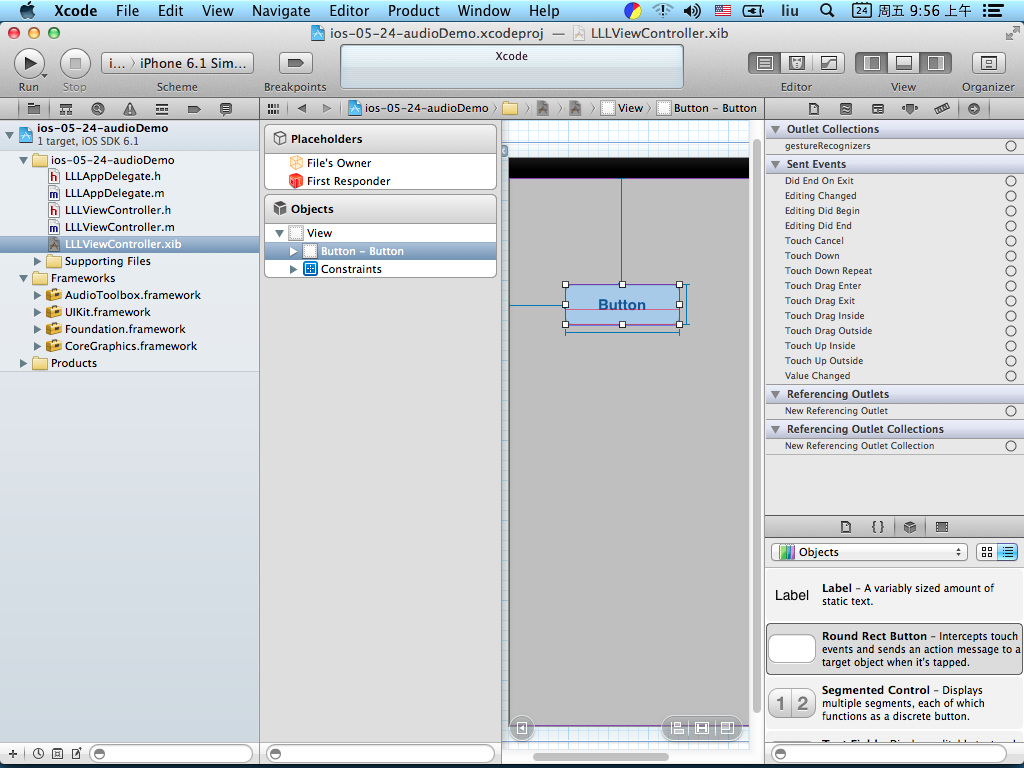 Xcode File Edit View Navigate Editor Product Window Help liu 24 周五 9:56 上午
ios-05-24-audioDemo.xcodeproj — LLLViewController.xib
i... iPhone 6.1 Sim...
Xcode
Run Stop Scheme Breakpoints Editor View Organizer
ios-05-24-audioDemo View Button – Button
ios-05-24-audioDemo
1 target, iOS SDK 6.1
ios-05-24-audioDemo
h LLLAppDelegate.h
m LLLAppDelegate.m
h LLLViewController.h
m LLLViewController.m
LLLViewController.xib
Supporting Files
Frameworks
AudioToolbox.framework
UIKit.framework
Foundation.framework
CoreGraphics.framework
Products
Placeholders
File's Owner
First Responder
Objects
View
Button – Button
Constraints
Button
Outlet Collections
gestureRecognizers
Sent Events
Did End On Exit
Editing Changed
Editing Did Begin
Editing Did End
Touch Cancel
Touch Down
Touch Down Repeat
Touch Drag Enter
Touch Drag Exit
Touch Drag Inside
Touch Drag Outside
Touch Up Inside
Touch Up Outside
Value Changed
Referencing Outlets
New Referencing Outlet
Referencing Outlet Collections
New Referencing Outlet Collection
{ }
Objects
Label
Label – A variably sized amount of
static text.
Round Rect Button – Intercepts touch
events and sends an action message to a
target object when it's tapped.
1 2
Segmented Control – Displays
multiple segments, each of which
functions as a discrete button.